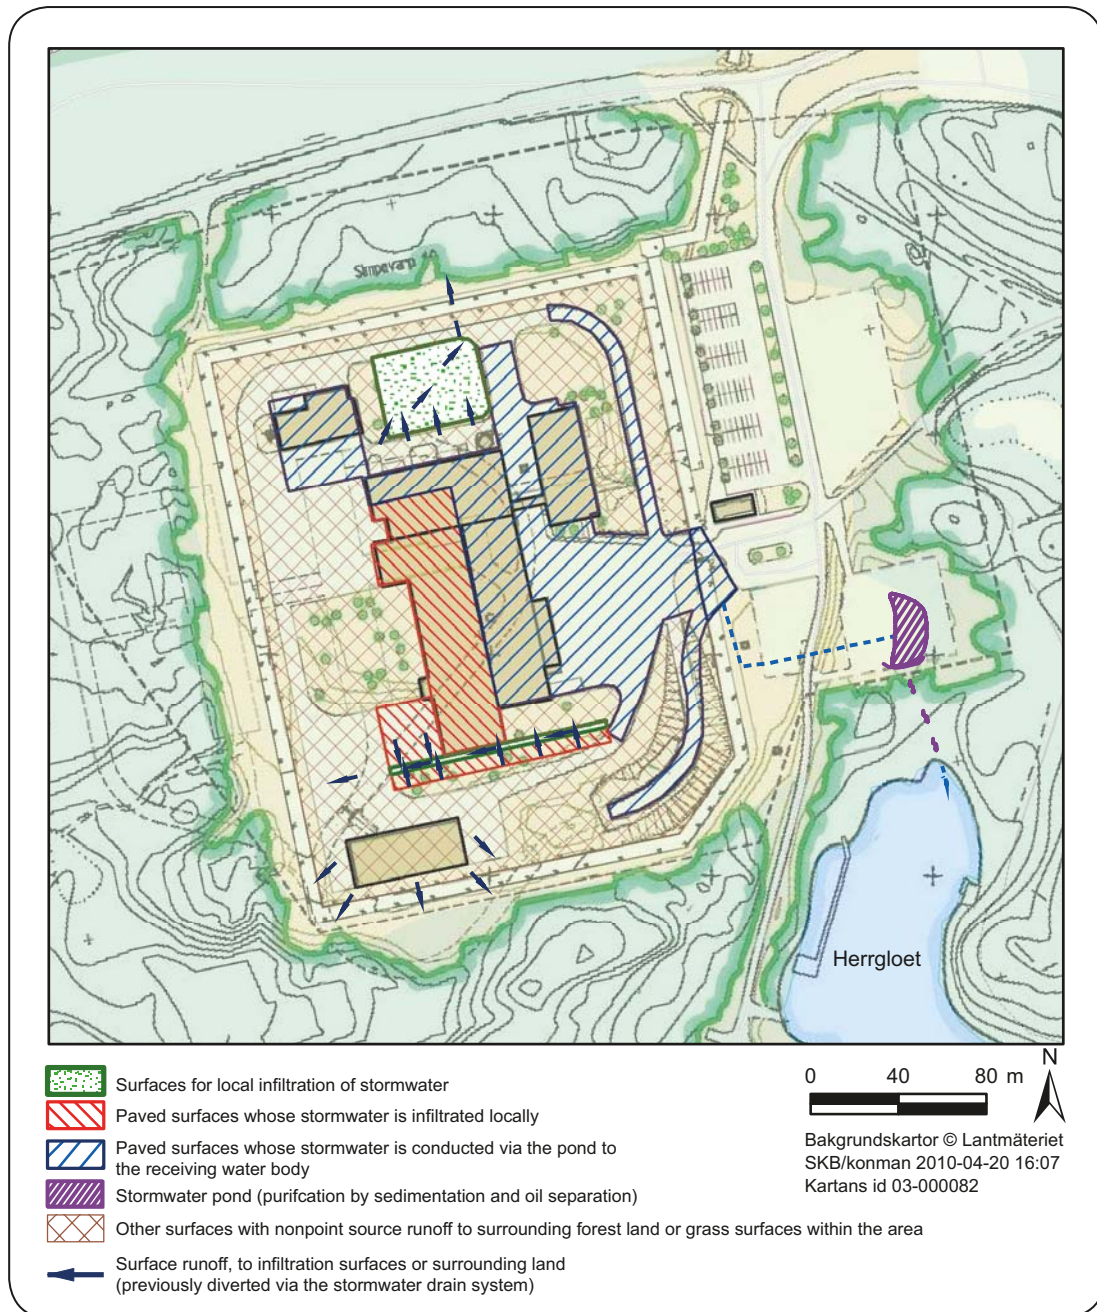 Simpevarp
Herrgloet
Surfaces for local infiltration of stormwater
Paved surfaces whose stormwater is infiltrated locally
Paved surfaces whose stormwater is conducted via the pond to
the receiving water body
Stormwater pond (purifcation by sedimentation and oil separation)
Other surfaces with nonpoint source runoff to surrounding forest land or grass surfaces within the area
Surface runoff, to infiltration surfaces or surrounding land
(previously diverted via the stormwater drain system)
N
0 40 80 m
Bakgrundskartor © Lantmäteriet
SKB/konman 2010-04-20 16:07
Kartans id 03-000082